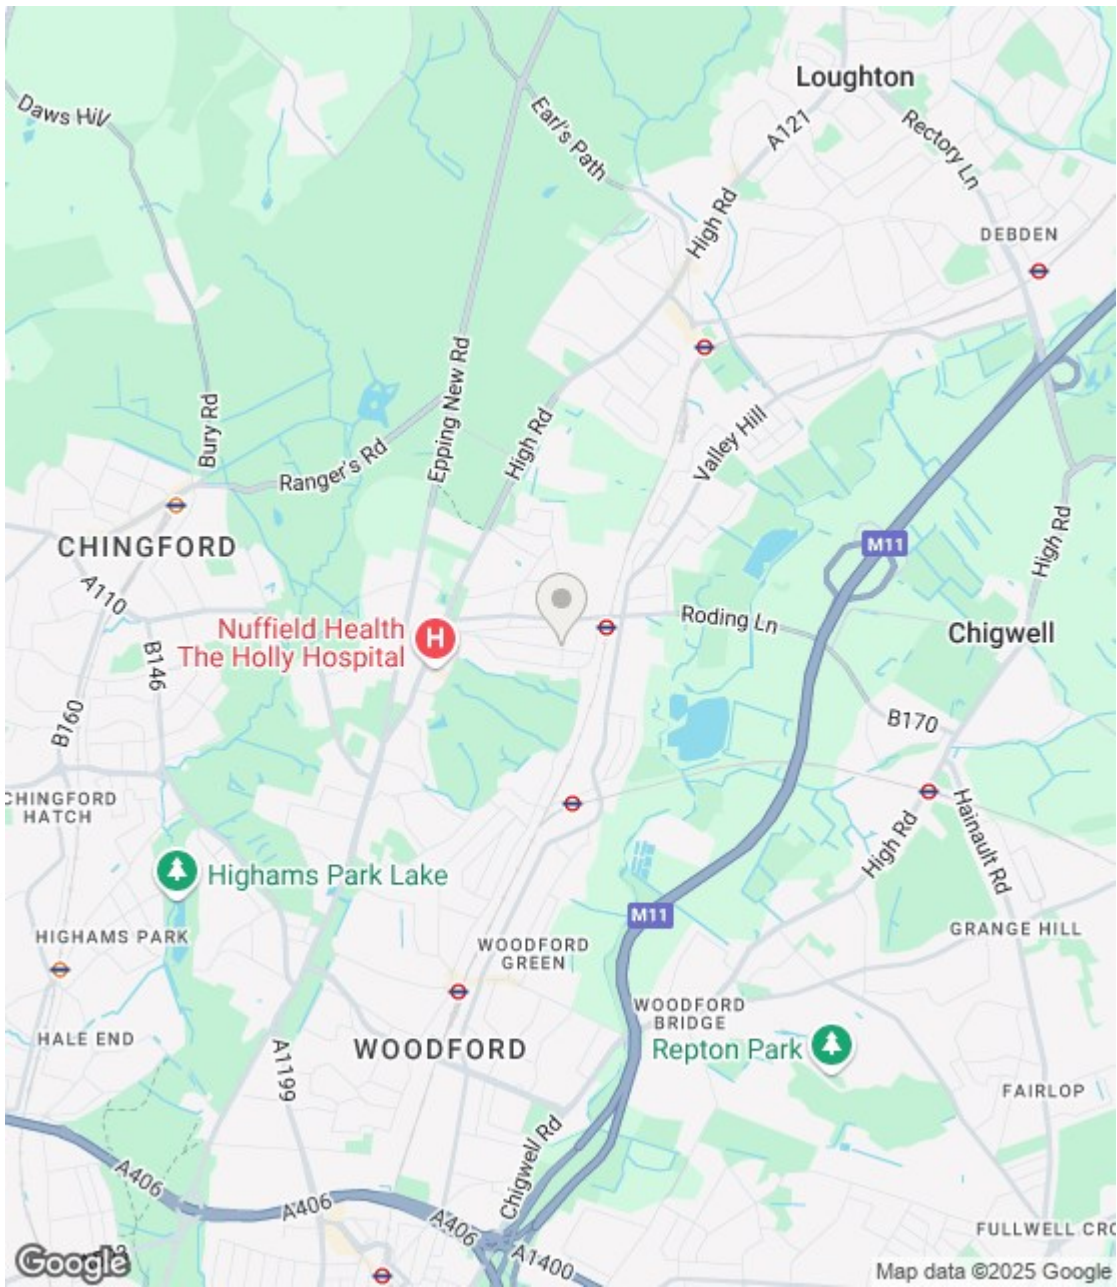 Loughton
Daws Hill
Earl's Path
A121
Rectory Ln
High Rd
DEBDEN
Epping New Rd
Bury Rd
High Rd
Valley Hill
Ranger's Rd
CHINGFORD
M11
High Rd
A110
Nuffield Health
The Holly Hospital
H
Roding Ln
Chigwell
B146
B160
B170
CHINGFORD
HATCH
High Rd
Hainault Rd
Highams Park Lake
M11
HIGHAMS PARK
WOODFORD
GREEN
GRANGE HILL
WOODFORD
BRIDGE
HALE END
WOODFORD
Repton Park
A1199
FAIRLOP
Chigwell Rd
A406
A406
A406
A1400
FULLWELL CRO
Google
Map data ©2025 Google